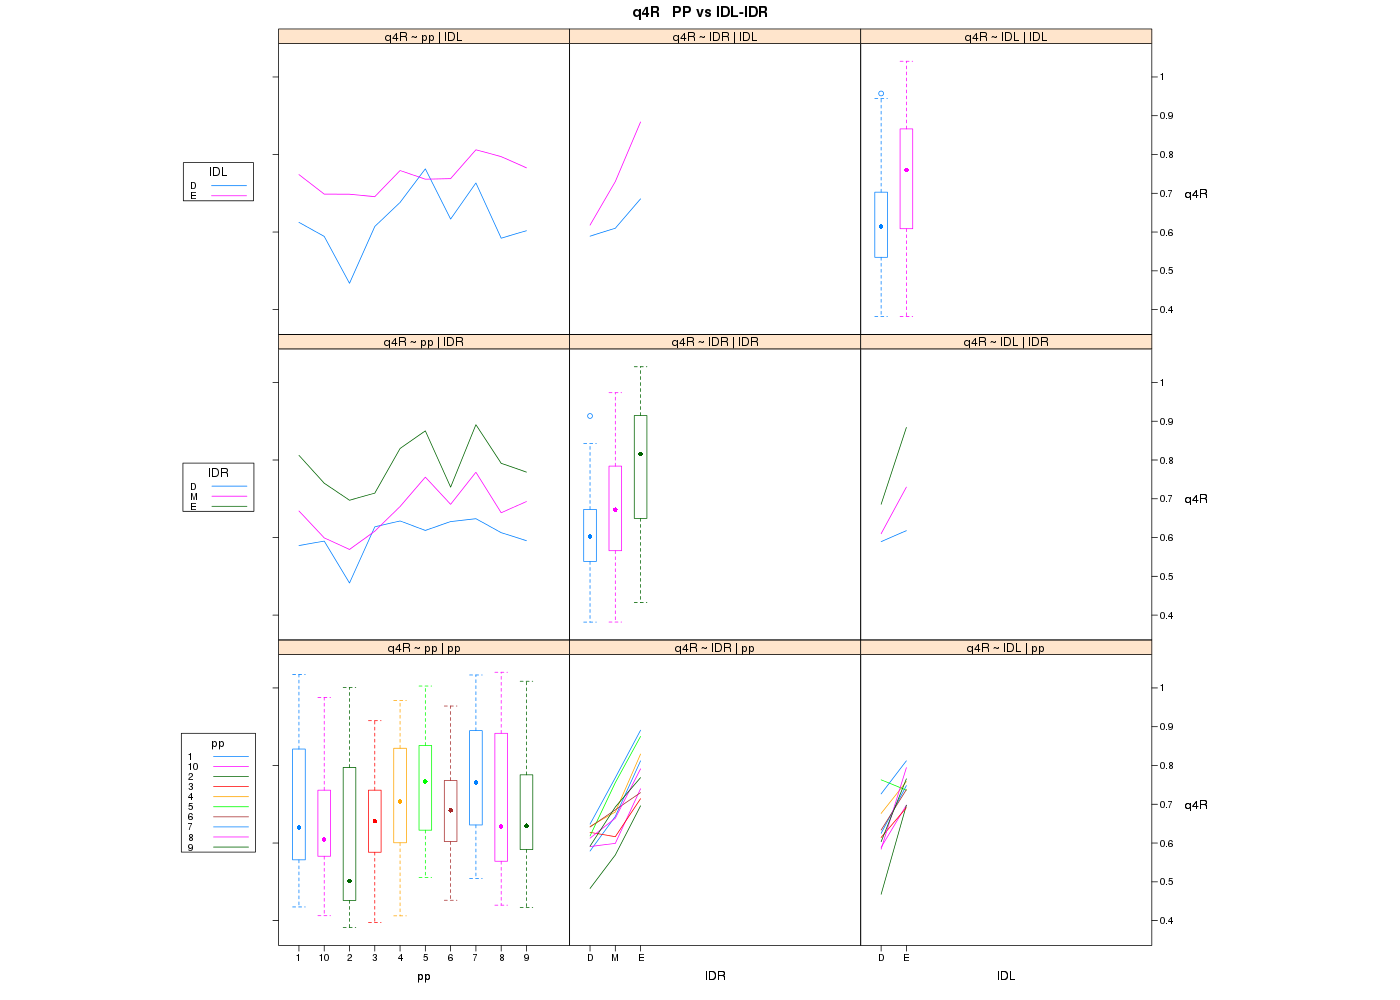 q4R PP vs IDL-IDR
q4R ~ pp | IDL
q4R ~ IDR | IDL
q4R ~ IDL | IDL
IDL
D
E
1
0.9
0.8
0.7
0.6
0.5
0.4
q4R
q4R ~ pp | IDR
q4R ~ IDR | IDR
q4R ~ IDL | IDR
IDR
D
M
E
1
0.9
0.8
0.7
0.6
0.5
0.4
q4R
q4R ~ pp | pp
q4R ~ IDR | pp
q4R ~ IDL | pp
pp
1
10
2
3
4
5
6
7
8
9
1
0.9
0.8
0.7
0.6
0.5
0.4
q4R
1 10 2 3 4 5 6 7 8 9
D M E
D E
pp
IDR
IDL